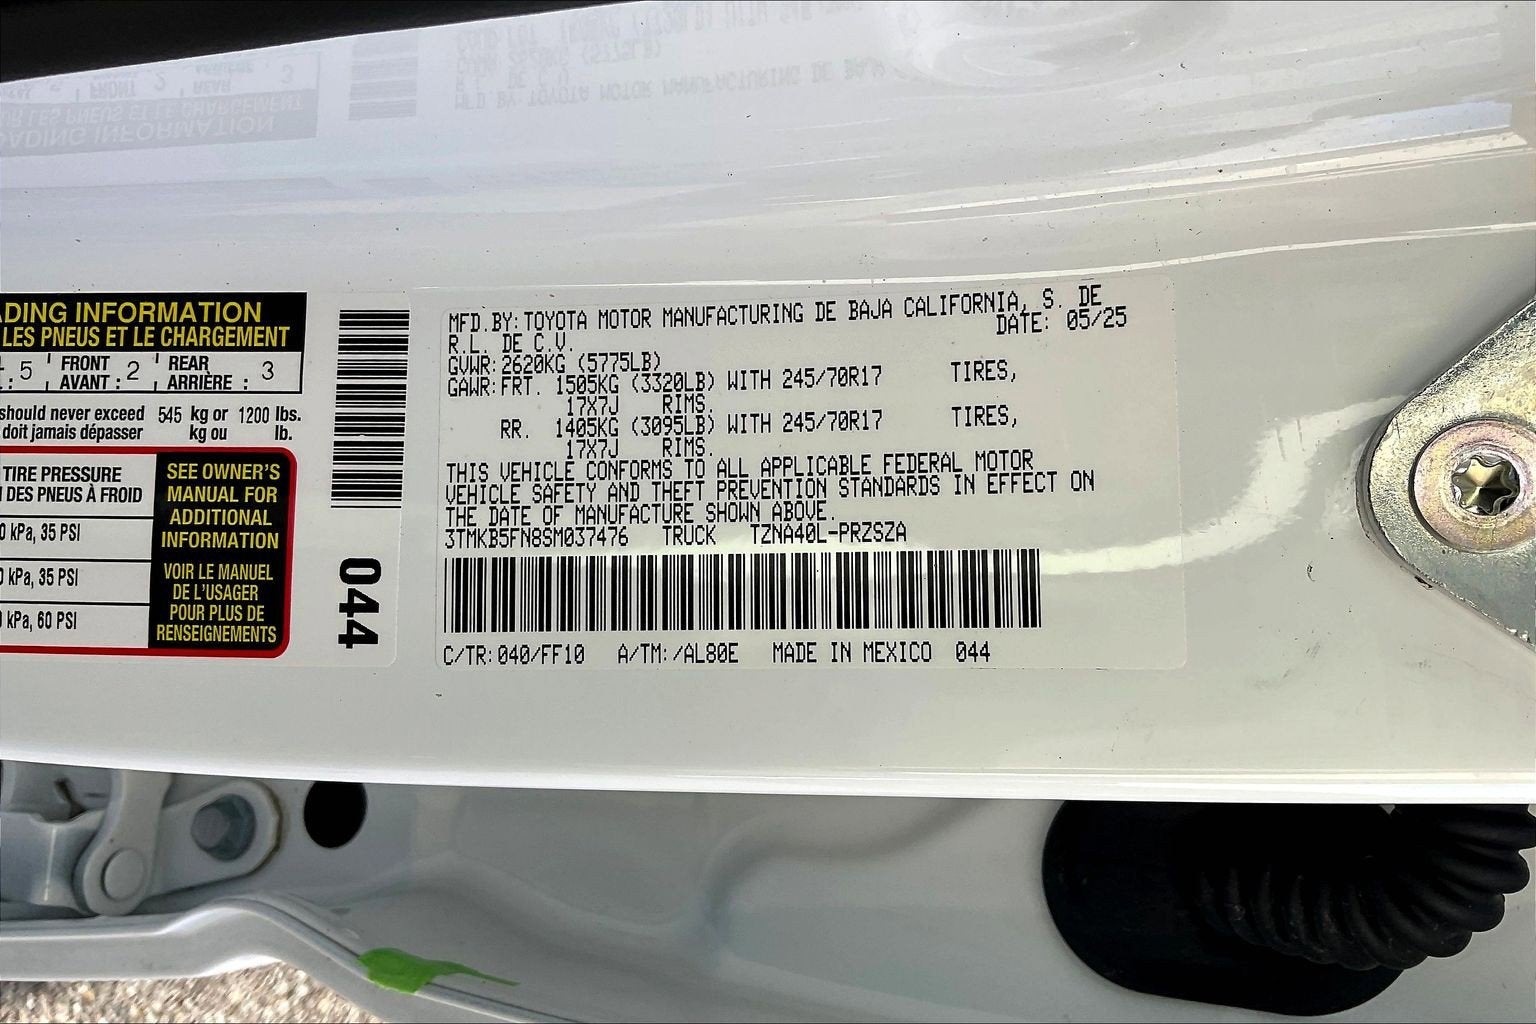 ADING INFORMATION
LES PNEUS ET LE CHARGEMENT
5 FRONT 2 REAR 3
: AVANT : ARRIÈRE :
should never exceed 545 kg or 1200 lbs.
doit jamais dépasser kg ou lb.
TIRE PRESSURE
DES PNEUS À FROID
0 kPa, 35 PSI
0 kPa, 35 PSI
kPa, 60 PSI
SEE OWNER'S
MANUAL FOR
ADDITIONAL
INFORMATION
VOIR LE MANUEL
DE L'USAGER
POUR PLUS DE
RENSEIGNEMENTS
044
MFD.BY:TOYOTA MOTOR MANUFACTURING DE BAJA CALIFORNIA, S. DE
R.L. DE C.V. DATE: 05/25
GVWR:2620KG (5775LB)
GAWR:FRT. 1505KG (3320LB) WITH 245/70R17 TIRES,
17X7J RIMS.
RR. 1405KG (3095LB) WITH 245/70R17 TIRES,
17X7J RIMS.
THIS VEHICLE CONFORMS TO ALL APPLICABLE FEDERAL MOTOR
VEHICLE SAFETY AND THEFT PREVENTION STANDARDS IN EFFECT ON
THE DATE OF MANUFACTURE SHOWN ABOVE.
3TMKB5FN8SM037476 TRUCK TZNA40L-PRZSZA
C/TR:040/FF10 A/TM:/AL80E MADE IN MEXICO 044